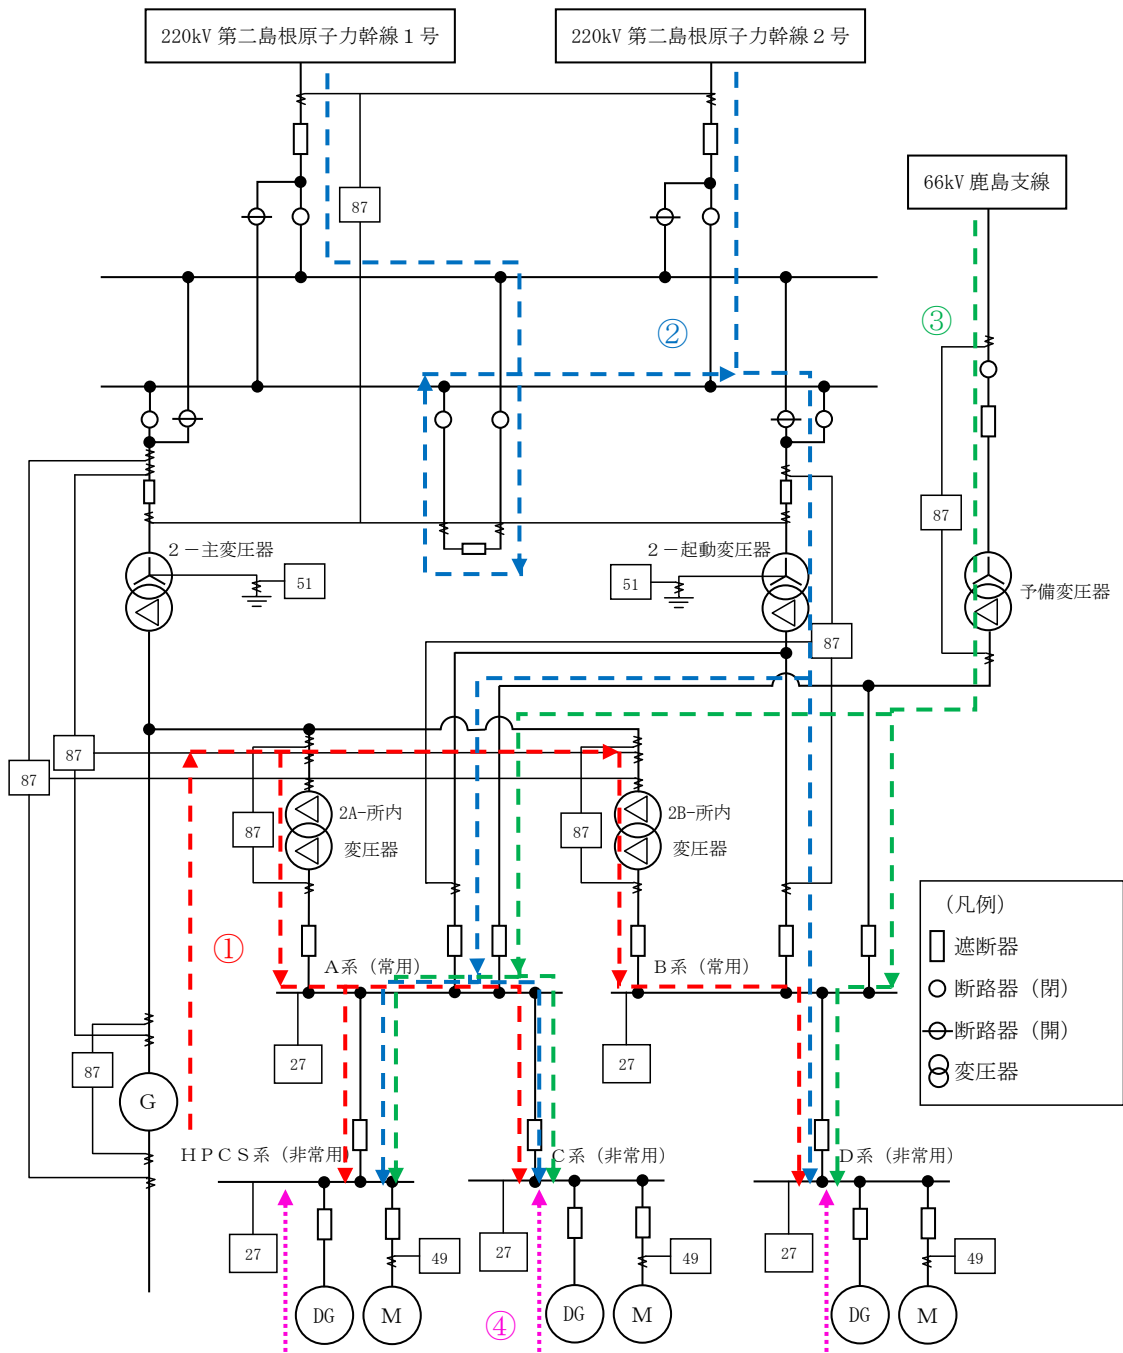 220kV 第二島根原子力幹線１号
220kV 第二島根原子力幹線２号
66kV 鹿島支線
87
②
③
87
２－主変圧器
51
２－起動変圧器
51
予備変圧器
87
87
87
2A-所内
変圧器
87
2B-所内
変圧器
87
①
Ａ系（常用）
Ｂ系（常用）
（凡例）
遮断器
断路器（閉）
断路器（開）
変圧器
27
27
87
Ｇ
ＨＰＣＳ系（非常用）
Ｃ系（非常用）
Ｄ系（非常用）
27
49
27
49
27
49
DG
Ｍ
④
DG
Ｍ
DG
Ｍ